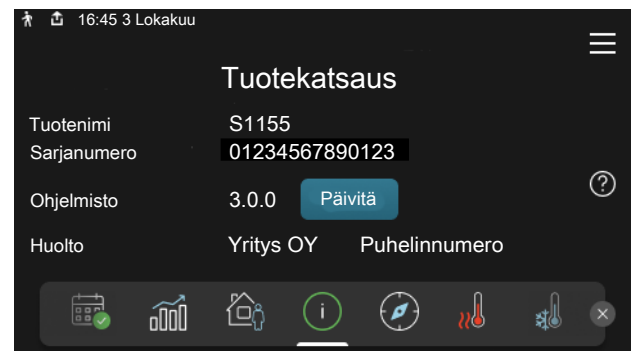 16:45 3 Lokakuu
Tuotekatsaus
Tuotenimi S1155
Sarjanumero 01234567890123
Ohjelmisto 3.0.0 Päivitä
Huolto Yritys OY Puhelinnumero